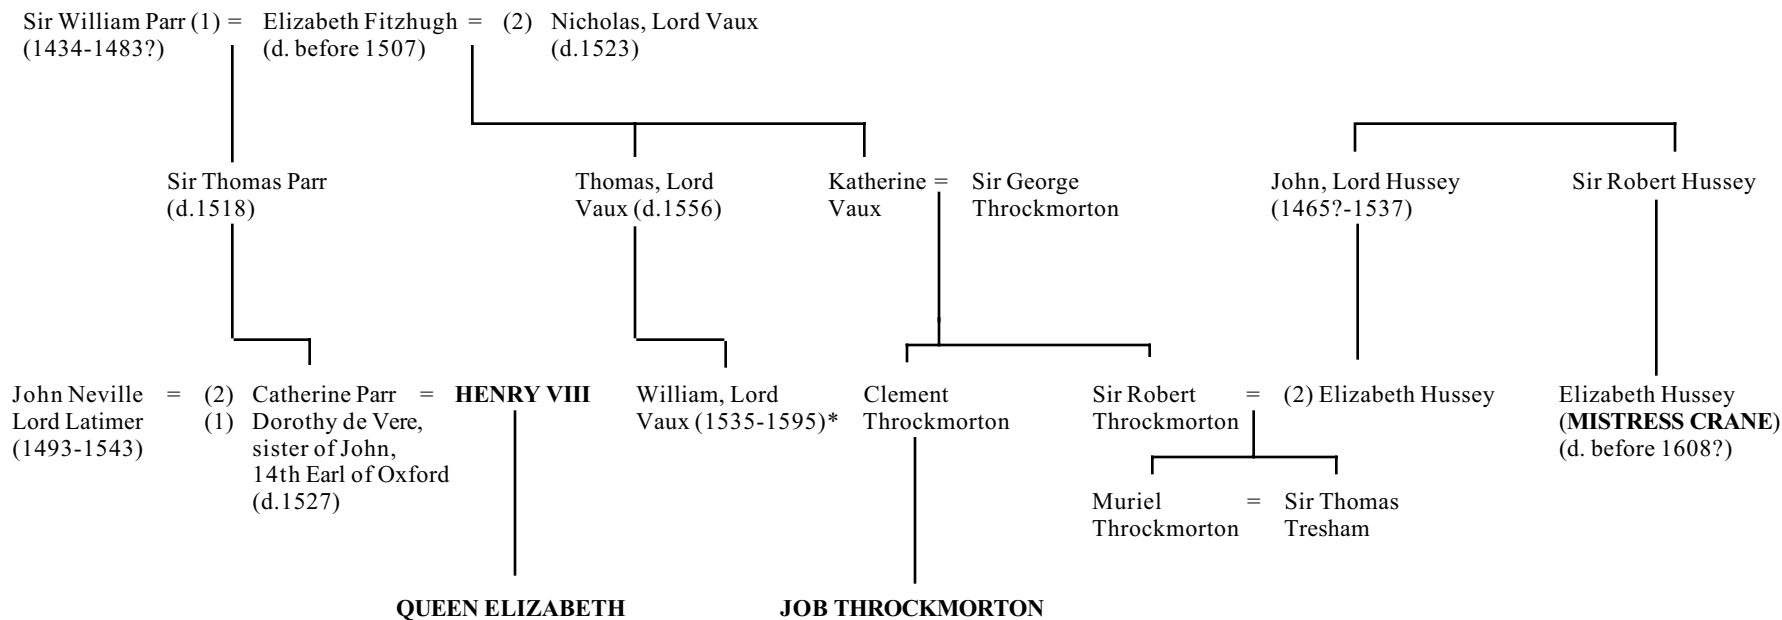 Sir William Parr (1) = Elizabeth Fitzhugh = (2) Nicholas, Lord Vaux
(1434-1483?) (d. before 1507) (d.1523)
Sir Thomas Parr Thomas, Lord Katherine = Sir George John, Lord Hussey Sir Robert Hussey
(d.1518) Vaux (d.1556) Vaux Throckmorton (1465?-1537)
John Neville = (2) Catherine Parr = HENRY VIII William, Lord Clement Sir Robert = (2) Elizabeth Hussey Elizabeth Hussey
Lord Latimer (1) Dorothy de Vere, Vaux (1535-1595)* Throckmorton Throckmorton (MISTRESS CRANE)
(1493-1543) sister of John, (d. before 1608?)
14th Earl of Oxford
(d.1527)
Muriel = Sir Thomas
Throckmorton Tresham
QUEEN ELIZABETH JOB THROCKMORTON